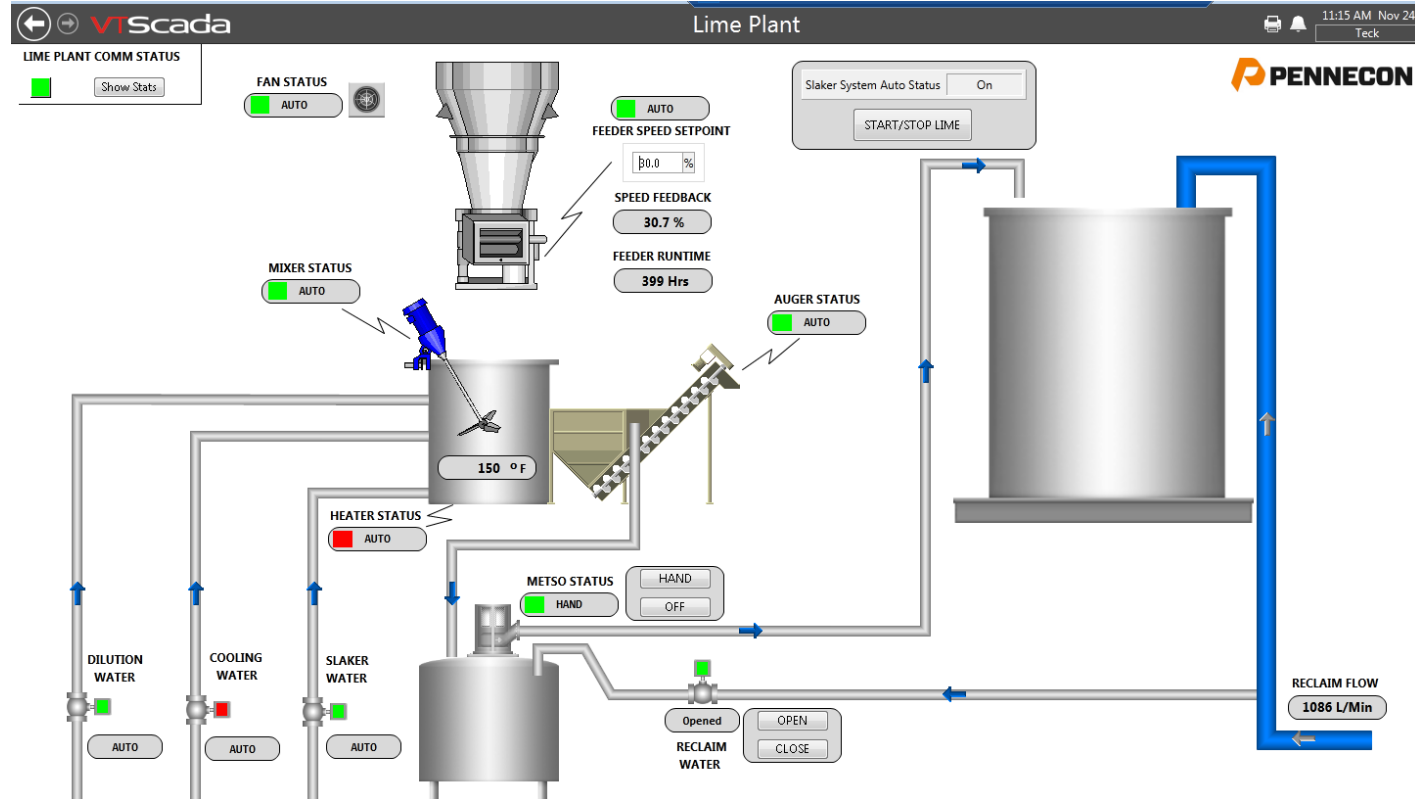 VTScada
Lime Plant
11:15 AM Nov 24
Teck
LIME PLANT COMM STATUS
Show Stats
FAN STATUS
AUTO
AUTO
FEEDER SPEED SETPOINT
30.0 %
SPEED FEEDBACK
30.7 %
FEEDER RUNTIME
399 Hrs
Slaker System Auto Status On
START/STOP LIME
PENNECON
MIXER STATUS
AUTO
AUGER STATUS
AUTO
150 º F
HEATER STATUS
AUTO
METSO STATUS
HAND
HAND
OFF
DILUTION
WATER
AUTO
COOLING
WATER
AUTO
SLAKER
WATER
AUTO
Opened
RECLAIM
WATER
OPEN
CLOSE
RECLAIM FLOW
1086 L/Min